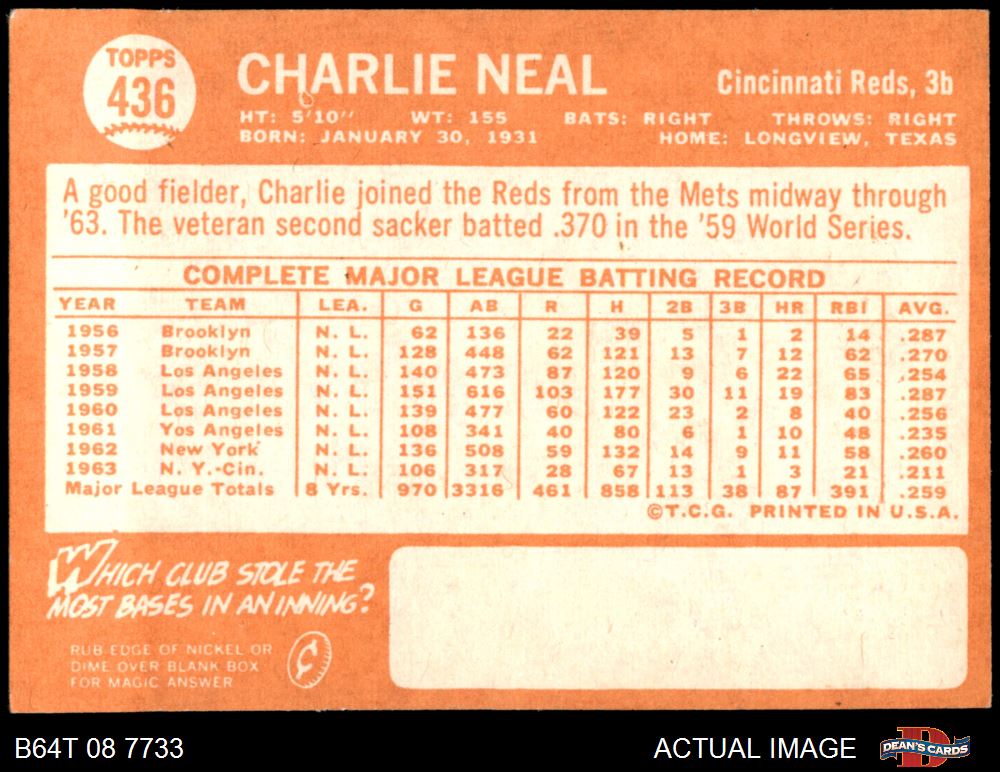 TOPPS
436
CHARLIE NEAL
Cincinnati Reds, 3b
HT: 5'10" WT: 155 BATS: RIGHT THROWS: RIGHT
BORN: JANUARY 30, 1931 HOME: LONGVIEW, TEXAS
A good fielder, Charlie joined the Reds from the Mets midway through
'63. The veteran second sacker batted .370 in the '59 World Series.
COMPLETE MAJOR LEAGUE BATTING RECORD
YEAR TEAM LEA. G AB R H 2B 3B HR RBI AVG.
1956 Brooklyn N. L. 62 136 22 39 5 1 2 14 .287
1957 Brooklyn N. L. 128 448 62 121 13 7 12 62 .270
1958 Los Angeles N. L. 140 473 87 120 9 6 22 65 .254
1959 Los Angeles N. L. 151 616 103 177 30 11 19 83 .287
1960 Los Angeles N. L. 139 477 60 122 23 2 8 40 .256
1961 Yos Angeles N. L. 108 341 40 80 6 1 10 48 .235
1962 New York N. L. 136 508 59 132 14 9 11 58 .260
1963 N. Y.-Cin. N. L. 106 317 28 67 13 1 3 21 .211
Major League Totals 8 Yrs. 970 3316 461 858 113 38 87 391 .259
©T.C.G. PRINTED IN U.S.A.
WHICH CLUB STOLE THE
MOST BASES IN AN INNING?
RUB EDGE OF NICKEL OR
DIME OVER BLANK BOX
FOR MAGIC ANSWER
¢
B64T 08 7733
ACTUAL IMAGE
DEAN'S CARDS